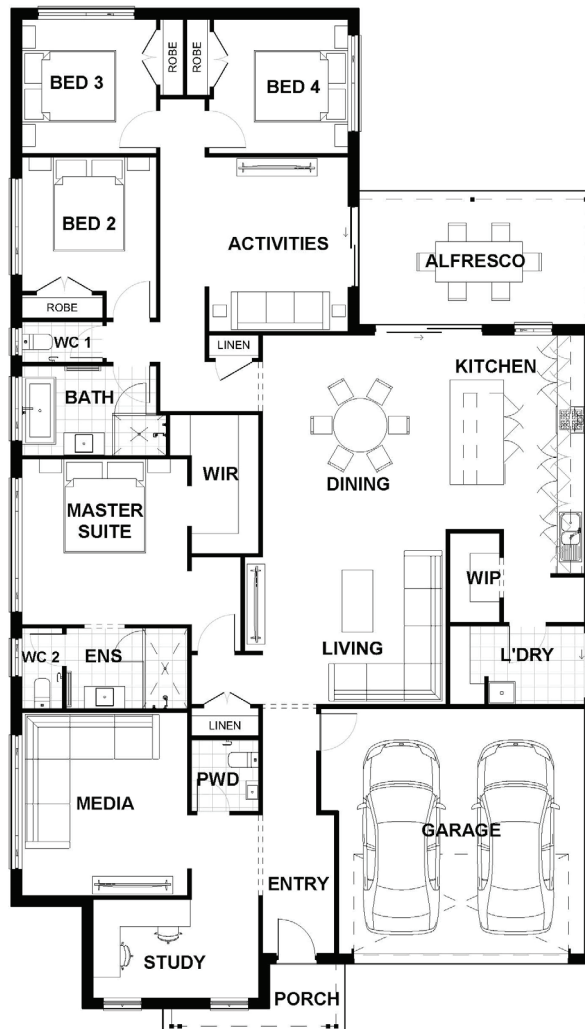 BED 3
ROBE
ROBE
BED 4
BED 2
ACTIVITIES
ALFRESCO
ROBE
WC 1
LINEN
KITCHEN
BATH
DINING
WIR
MASTER
SUITE
WIP
WC 2
ENS
LIVING
L'DRY
LINEN
PWD
MEDIA
GARAGE
ENTRY
STUDY
PORCH